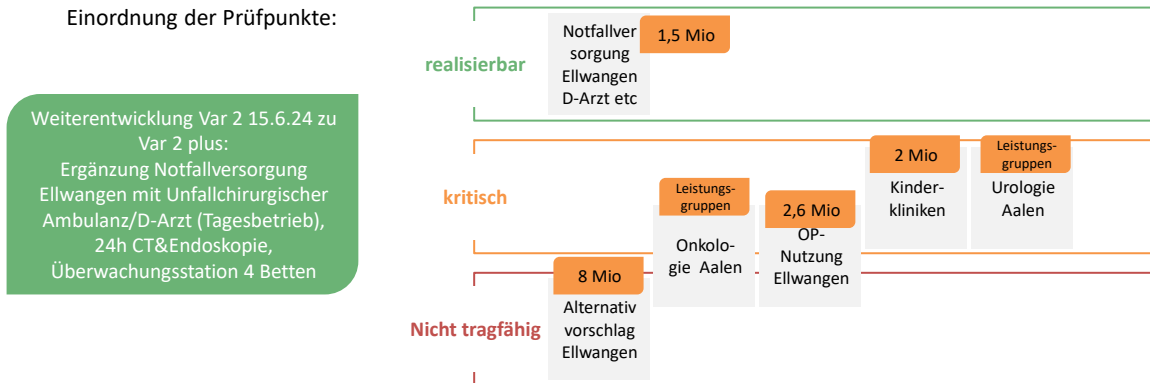 Einordnung der Prüfpunkte:
Weiterentwicklung Var 2 15.6.24 zu
Var 2 plus:
Ergänzung Notfallversorgung
Ellwangen mit Unfallchirurgischer
Ambulanz/D-Arzt (Tagesbetrieb),
24h CT&Endoskopie,
Überwachungsstation 4 Betten
realisierbar
Notfallver
sorgung
Ellwangen
D-Arzt etc
1,5 Mio
kritisch
Leistungs-
gruppen
Onkolo-
gie Aalen
2,6 Mio
OP-
Nutzung
Ellwangen
2 Mio
Kinder-
kliniken
Leistungs-
gruppen
Urologie
Aalen
Nicht tragfähig
8 Mio
Alternativ
vorschlag
Ellwangen